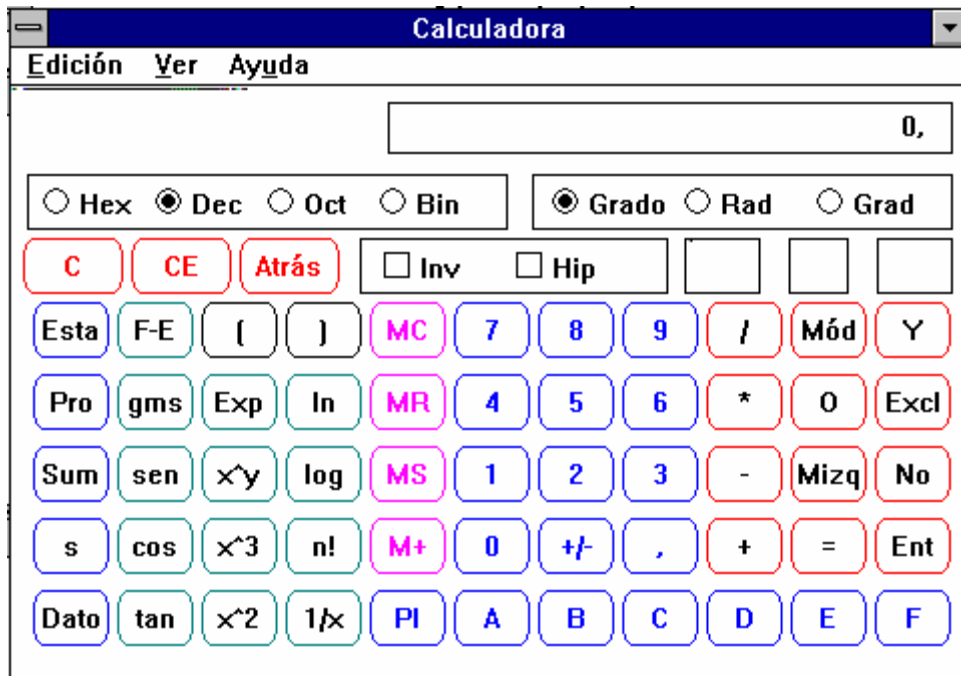 Calculadora
Edición Ver Ayuda
0,
Hex Dec Oct Bin Grado Rad Grad
C CE Atrás Inv Hip
Esta F-E ( ) MC 7 8 9 / Mód Y
Pro gms Exp ln MR 4 5 6 * O Excl
Sum sen x^y log MS 1 2 3 - Mizq No
s cos x^3 n! M+ 0 +/- , + = Ent
Dato tan x^2 1/x PI A B C D E F